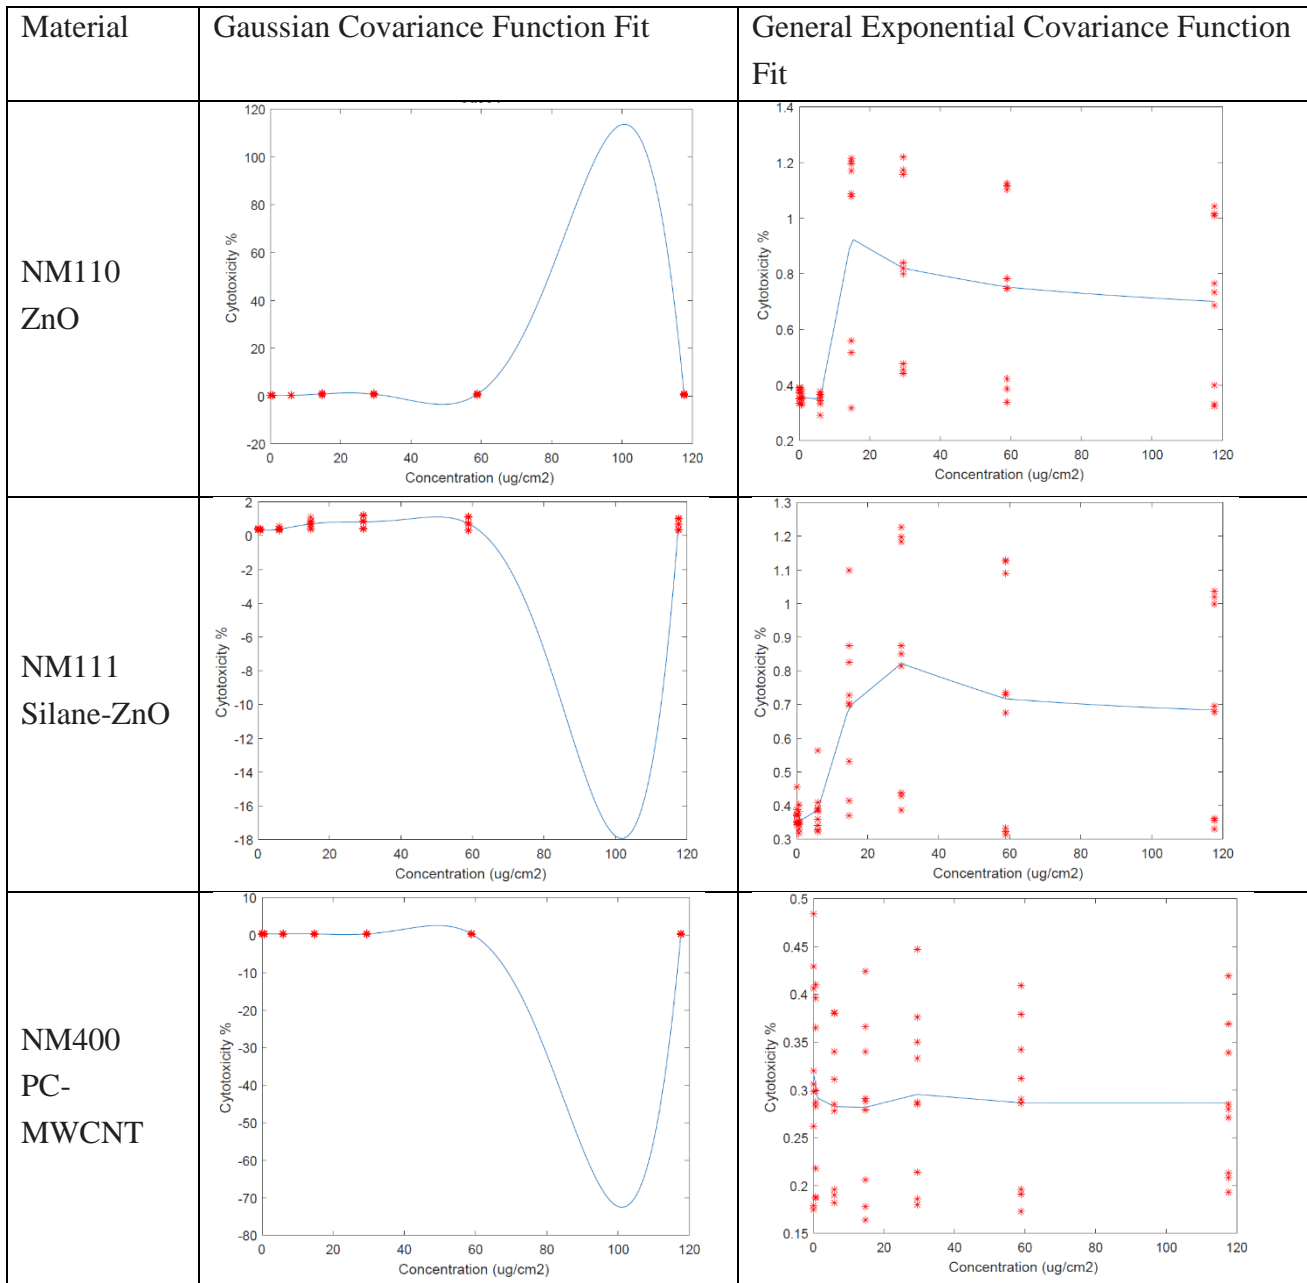 Material
Gaussian Covariance Function Fit
General Exponential Covariance Function
Fit
NM110
ZnO
120
100
80
60
40
20
0
-20
0 20 40 60 80 100 120
Cytotoxicity %
Concentration (ug/cm2)
1.4
1.2
1
0.8
0.6
0.4
0.2
0 20 40 60 80 100 120
Cytotoxicity %
Concentration (ug/cm2)
NM111
Silane-ZnO
2
0
-2
-4
-6
-8
-10
-12
-14
-16
-18
0 20 40 60 80 100 120
Cytotoxicity %
Concentration (ug/cm2)
1.3
1.2
1.1
1
0.9
0.8
0.7
0.6
0.5
0.4
0.3
0 20 40 60 80 100 120
Cytotoxicity %
Concentration (ug/cm2)
NM400
PC-
MWCNT
10
0
-10
-20
-30
-40
-50
-60
-70
-80
0 20 40 60 80 100 120
Cytotoxicity %
Concentration (ug/cm2)
0.5
0.45
0.4
0.35
0.3
0.25
0.2
0.15
0 20 40 60 80 100 120
Cytotoxicity %
Concentration (ug/cm2)